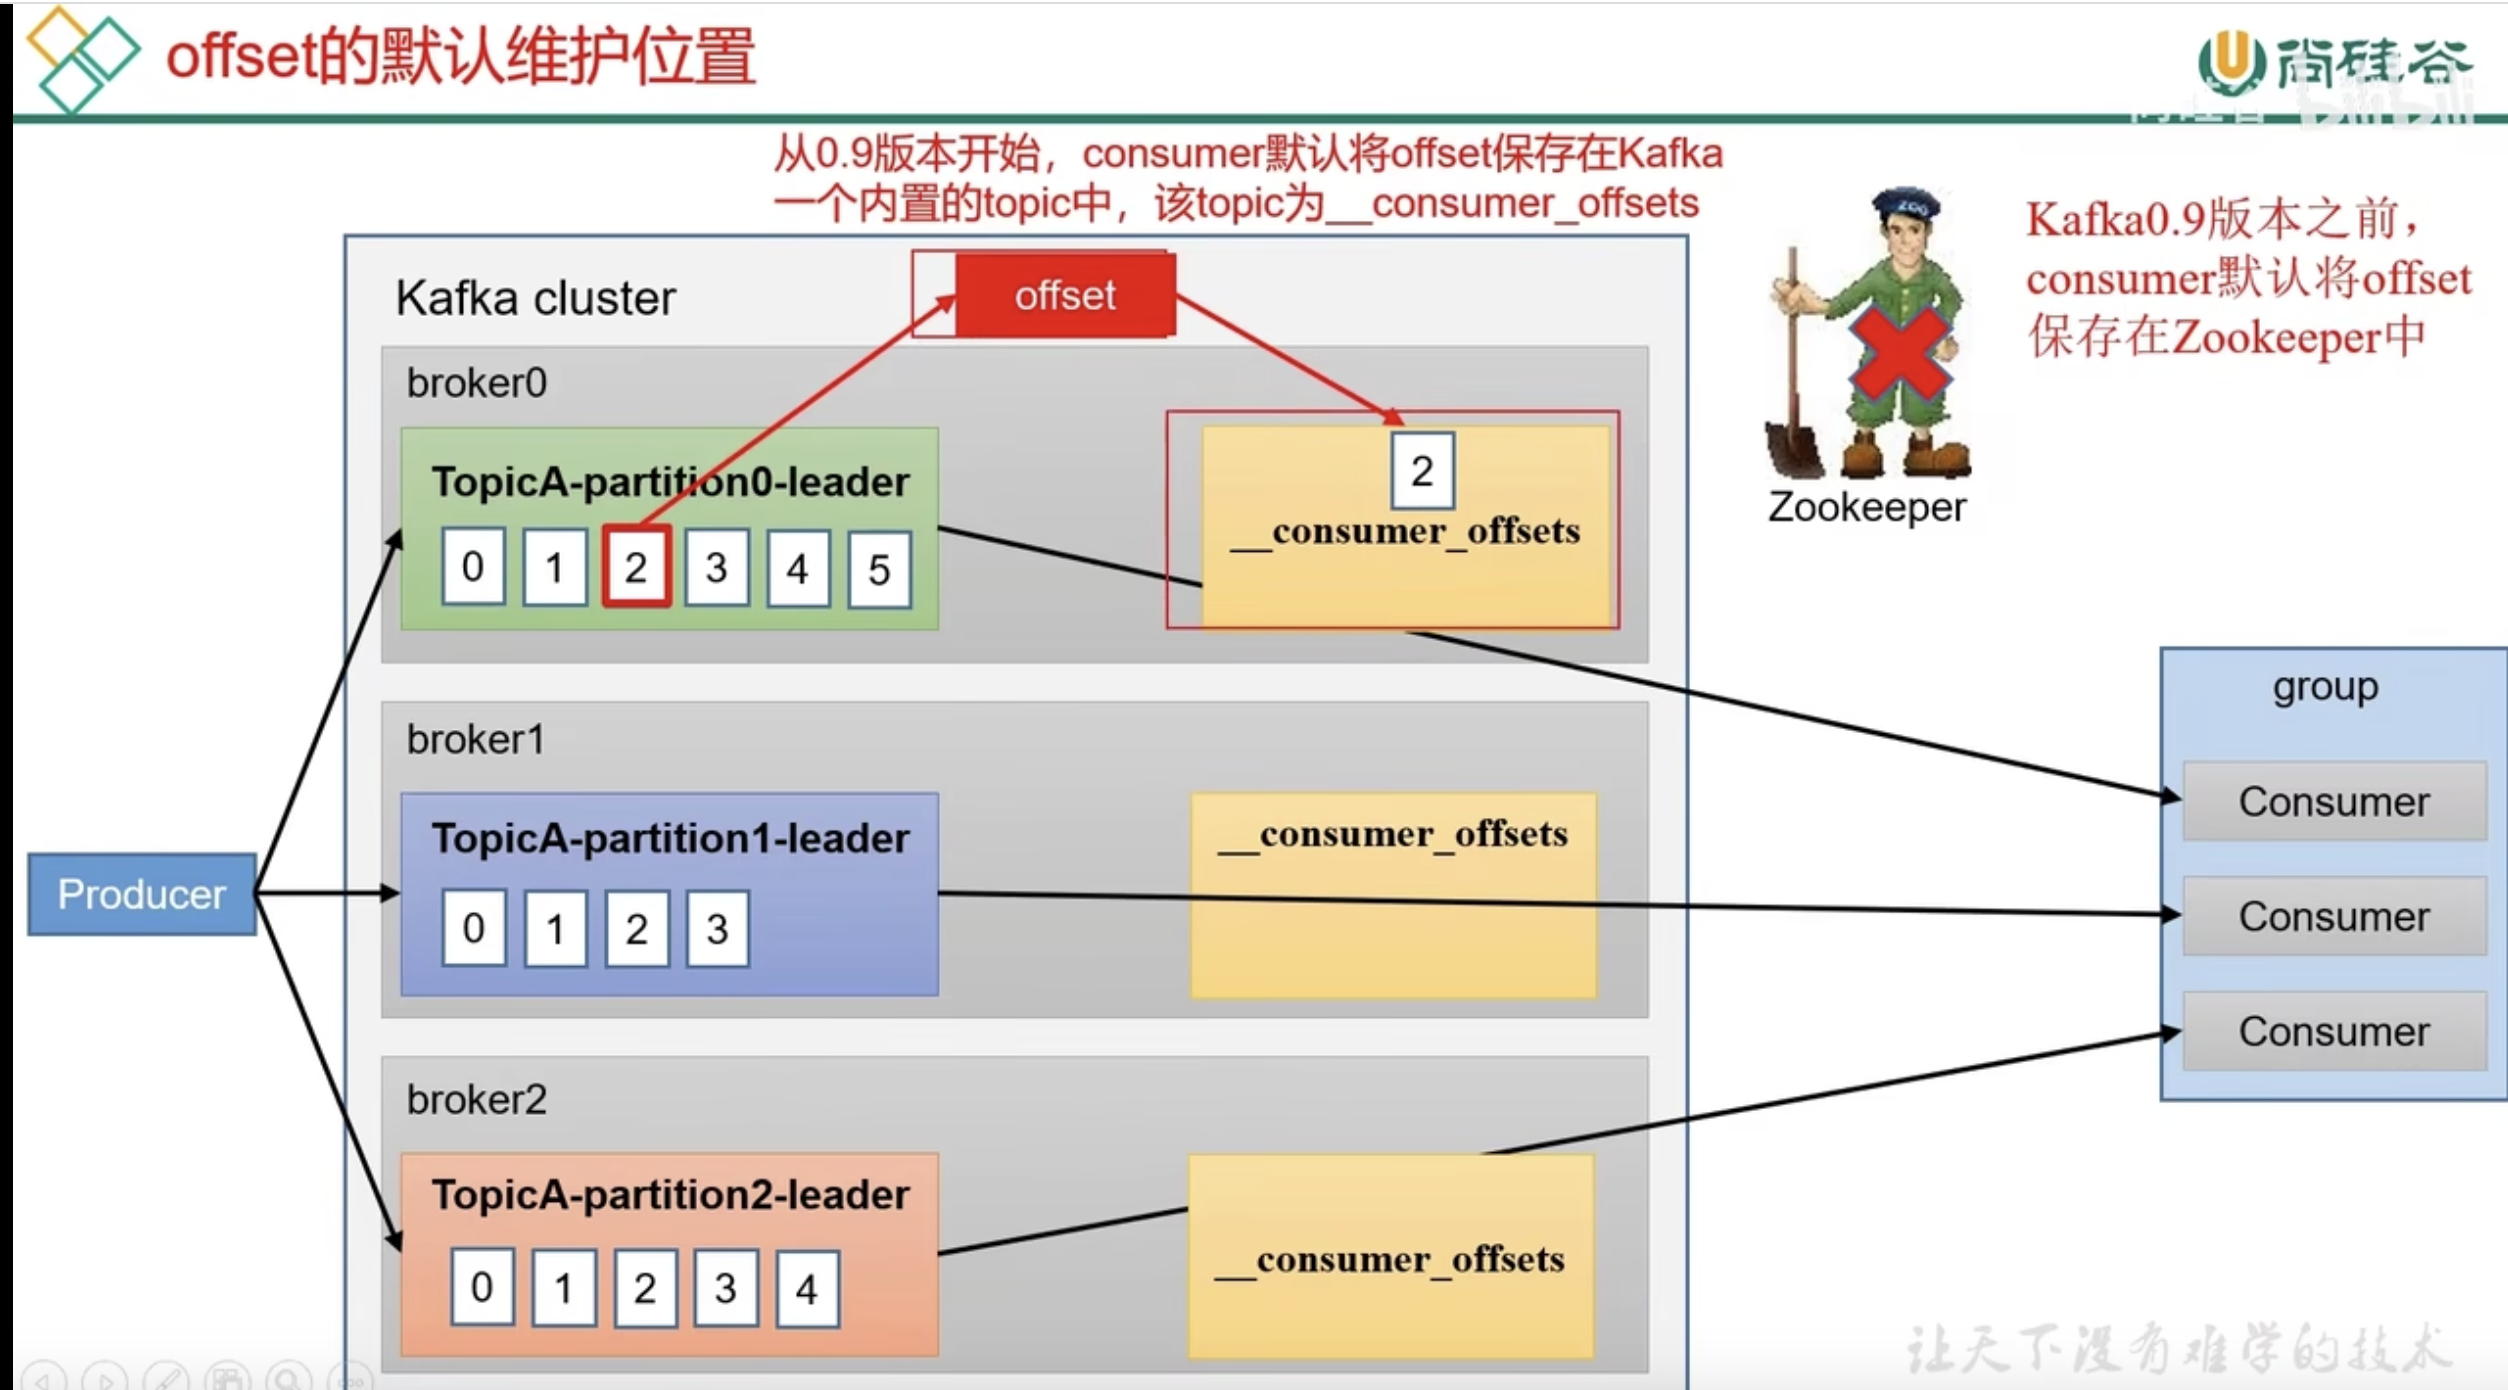 offset的默认维护位置
尚硅谷
bilibili
从0.9版本开始，consumer默认将offset保存在Kafka
一个内置的topic中，该topic为__consumer_offsets
Kafka0.9版本之前，
consumer默认将offset
保存在Zookeeper中
ZOO
Zookeeper
Kafka cluster
offset
broker0
TopicA-partition0-leader
0 1 2 3 4 5
2
__consumer_offsets
broker1
TopicA-partition1-leader
0 1 2 3
__consumer_offsets
Producer
broker2
TopicA-partition2-leader
0 1 2 3 4
__consumer_offsets
group
Consumer
Consumer
Consumer
让天下没有难学的技术